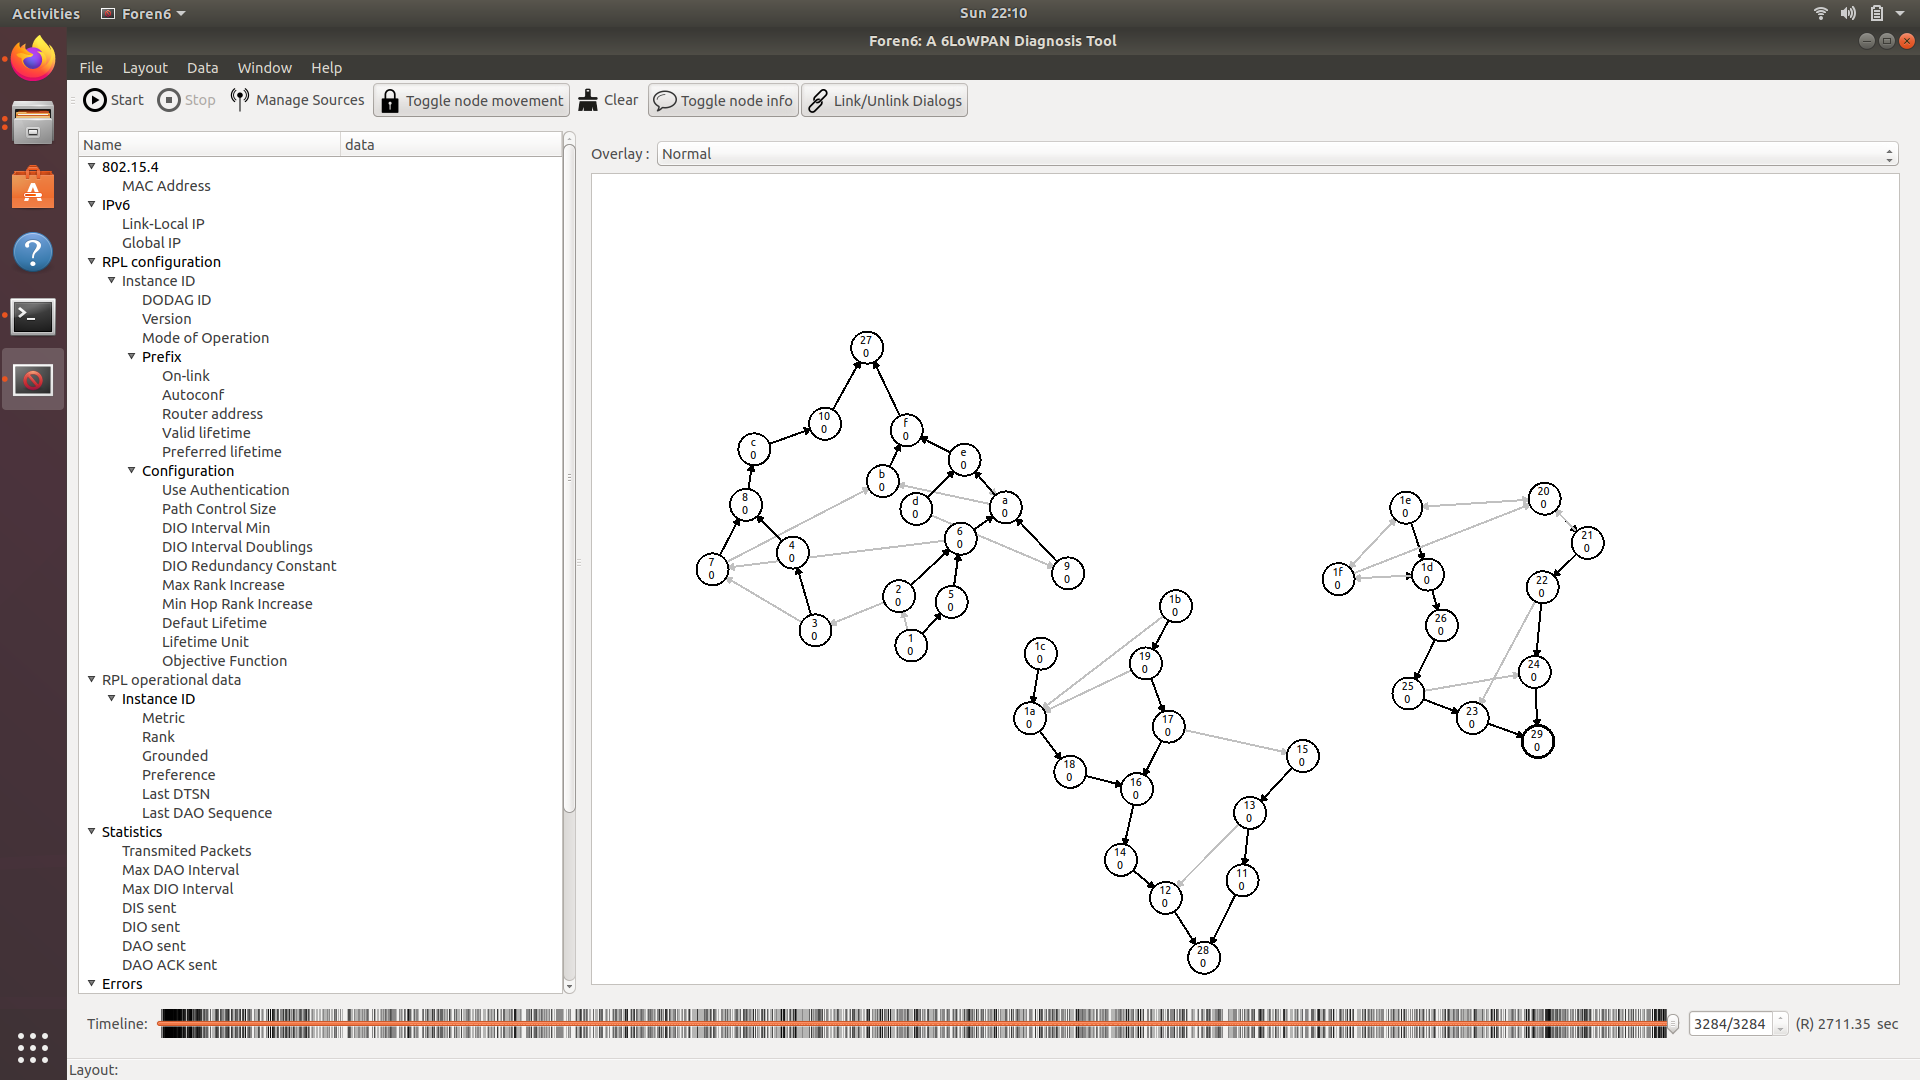 Activities Foren6 Sun 22:10
Foren6: A 6LoWPAN Diagnosis Tool
File Layout Data Window Help
Start Stop Manage Sources Toggle node movement Clear Toggle node info Link/Unlink Dialogs
Name data
802.15.4
MAC Address
IPv6
Link-Local IP
Global IP
RPL configuration
Instance ID
DODAG ID
Version
Mode of Operation
Prefix
On-link
Autoconf
Router address
Valid lifetime
Preferred lifetime
Configuration
Use Authentication
Path Control Size
DIO Interval Min
DIO Interval Doublings
DIO Redundancy Constant
Max Rank Increase
Min Hop Rank Increase
Defaut Lifetime
Lifetime Unit
Objective Function
RPL operational data
Instance ID
Metric
Rank
Grounded
Preference
Last DTSN
Last DAO Sequence
Statistics
Transmited Packets
Max DAO Interval
Max DIO Interval
DIS sent
DIO sent
DAO sent
DAO ACK sent
Errors
Overlay : Normal
27
0
10
0
f
0
c
0
e
0
b
0
8
0
d
0
a
0
6
0
4
0
7
0
9
0
2
0
5
0
3
0
1
0
1b
0
1c
0
19
0
1a
0
17
0
15
0
18
0
16
0
13
0
14
0
11
0
12
0
28
0
20
0
1e
0
21
0
1f
0
1d
0
22
0
26
0
24
0
25
0
23
0
29
0
Timeline: 3284/3284 (R) 2711.35 sec
Layout: